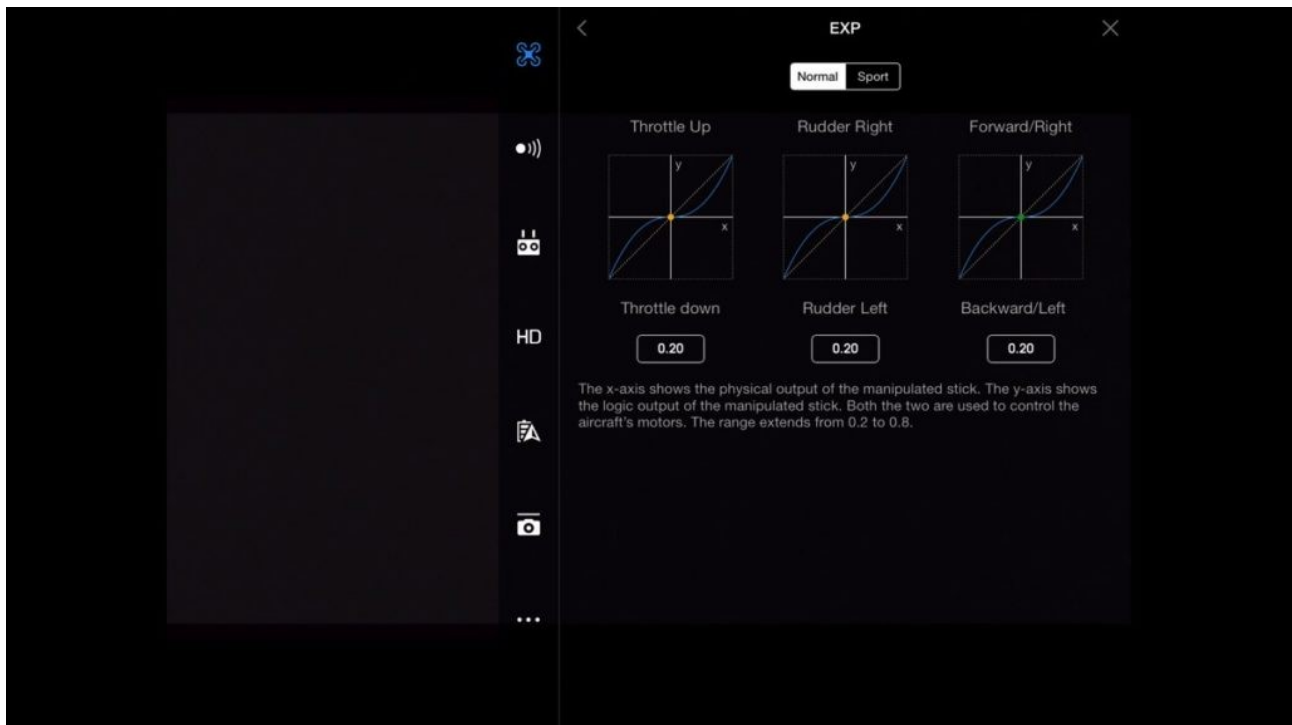 EXP
Normal Sport
Throttle Up Rudder Right Forward/Right
y y y
x x x
Throttle down Rudder Left Backward/Left
HD
0.20 0.20 0.20
The x-axis shows the physical output of the manipulated stick. The y-axis shows
the logic output of the manipulated stick. Both the two are used to control the
aircraft's motors. The range extends from 0.2 to 0.8.